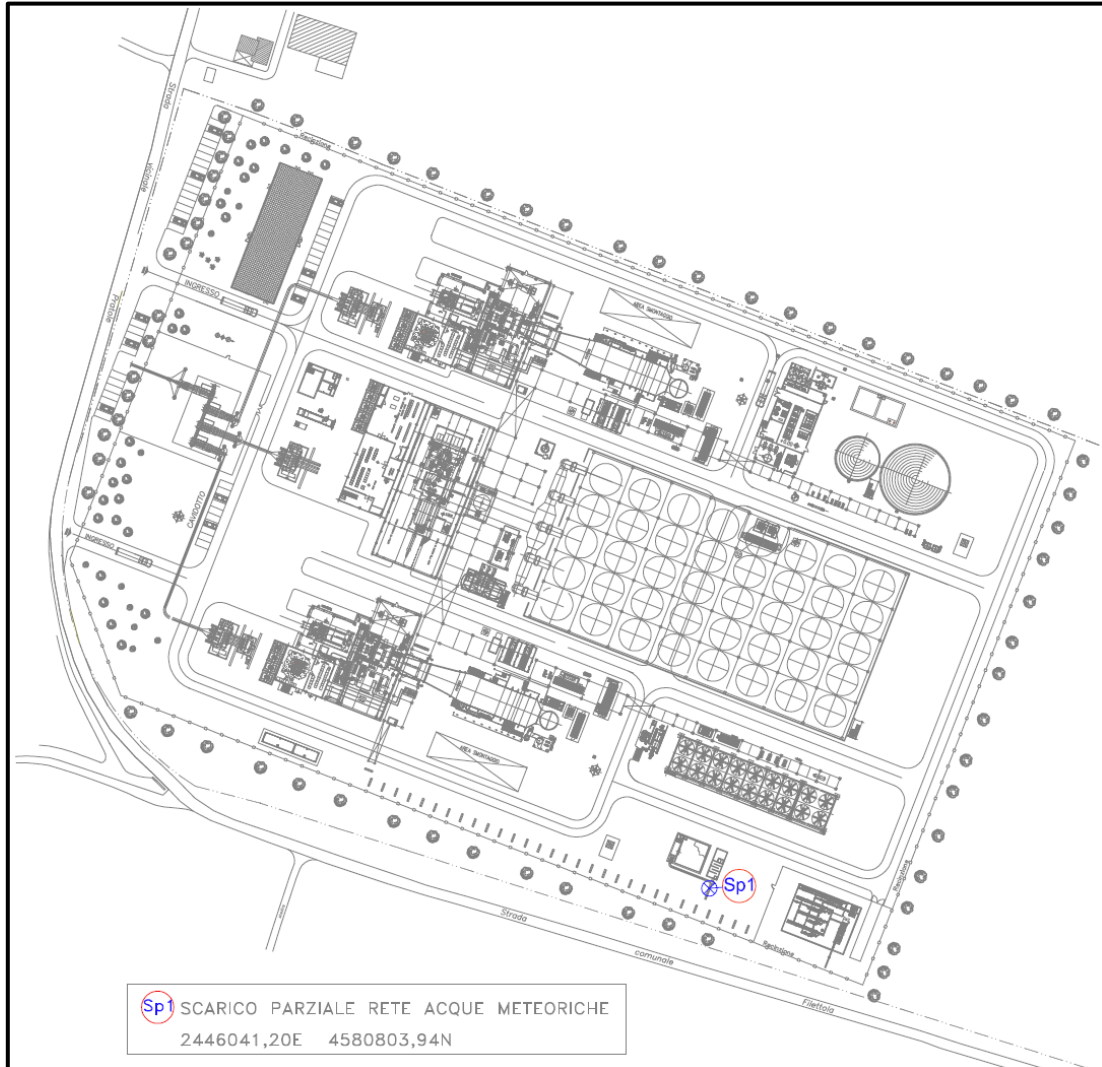 Strada
Vicinale
Pratole
Recinzione
INGRESSO
AREA SMONTAGGIO
CAVIDOTTO
INGRESSO
AREA SMONTAGGIO
Sp1
Recinzione
Recinzione
Strada
comunale
Filettola
Sp1 SCARICO PARZIALE RETE ACQUE METEORICHE
2446041,20E 4580803,94N